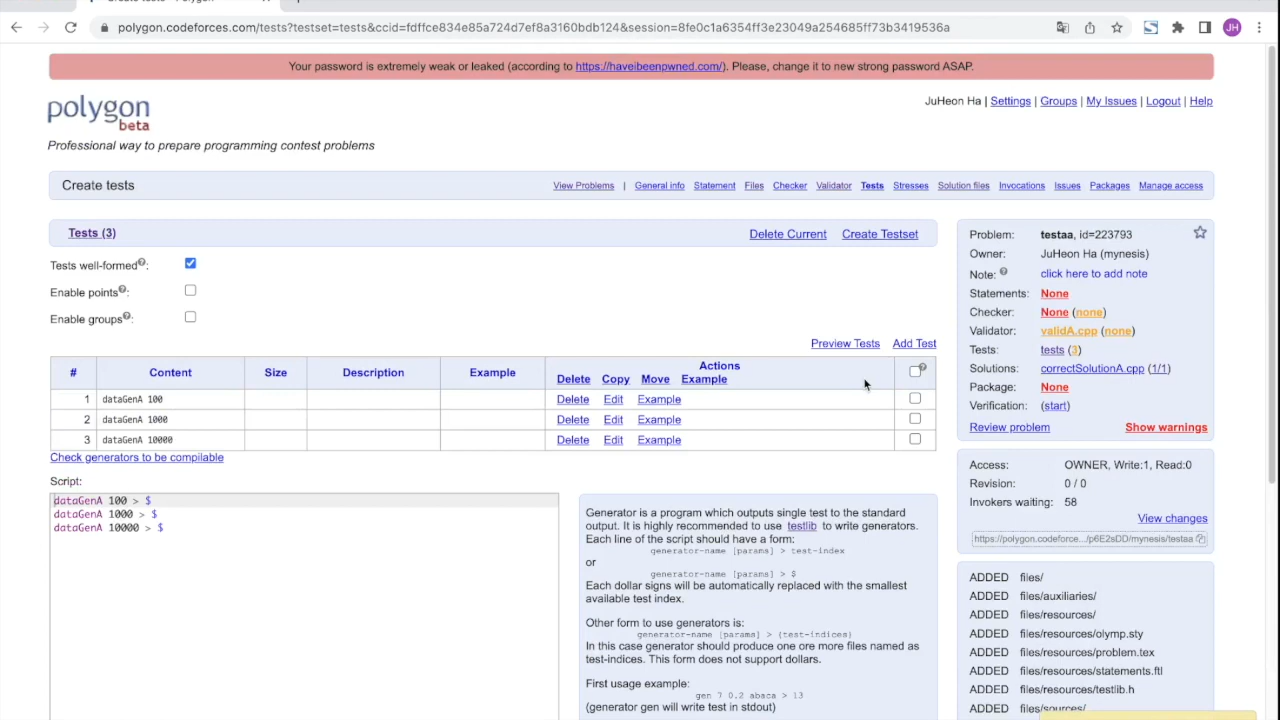 polygon.codeforces.com/tests?testset=tests&ccid=fdffce834e85a724d7ef8a3160bdb124&session=8fe0c1a6354ff3e23049a254685ff73b3419536a
JH
Your password is extremely weak or leaked (according to https://haveibeenpwned.com/). Please, change it to new strong password ASAP.
polygon
beta
JuHeon Ha | Settings | Groups | My Issues | Logout | Help
Professional way to prepare programming contest problems
Create tests
View Problems | General info Statement Files Checker Validator Tests Stresses Solution files Invocations Issues Packages Manage access
Tests (3)
Delete Current Create Testset
Tests well-formed?:
Enable points?:
Enable groups?:
Preview Tests Add Test
# Content Size Description Example Actions
Delete Copy Move Example ?
1 dataGenA 100 Delete Edit Example
2 dataGenA 1000 Delete Edit Example
3 dataGenA 10000 Delete Edit Example
Check generators to be compilable
Script:
dataGenA 100 > $
dataGenA 1000 > $
dataGenA 10000 > $
Generator is a program which outputs single test to the standard
output. It is highly recommended to use testlib to write generators.
Each line of the script should have a form:
generator-name [params] > test-index
or
generator-name [params] > $
Each dollar signs will be automatically replaced with the smallest
available test index.
Other form to use generators is:
generator-name [params] > {test-indices}
In this case generator should produce one ore more files named as
test-indices. This form does not support dollars.
First usage example:
gen 7 0.2 abaca > 13
(generator gen will write test in stdout)
Problem: testaa, id=223793
Owner: JuHeon Ha (mynesis)
Note: ? click here to add note
Statements: None
Checker: None (none)
Validator: validA.cpp (none)
Tests: tests (3)
Solutions: correctSolutionA.cpp (1/1)
Package: None
Verification: (start)
Review problem Show warnings
Access: OWNER, Write:1, Read:0
Revision: 0 / 0
Invokers waiting: 58
View changes
https://polygon.codeforce.../p6E2sDD/mynesis/testaa
ADDED files/
ADDED files/auxiliaries/
ADDED files/resources/
ADDED files/resources/olymp.sty
ADDED files/resources/problem.tex
ADDED files/resources/statements.ftl
ADDED files/resources/testlib.h
ADDED files/sources/